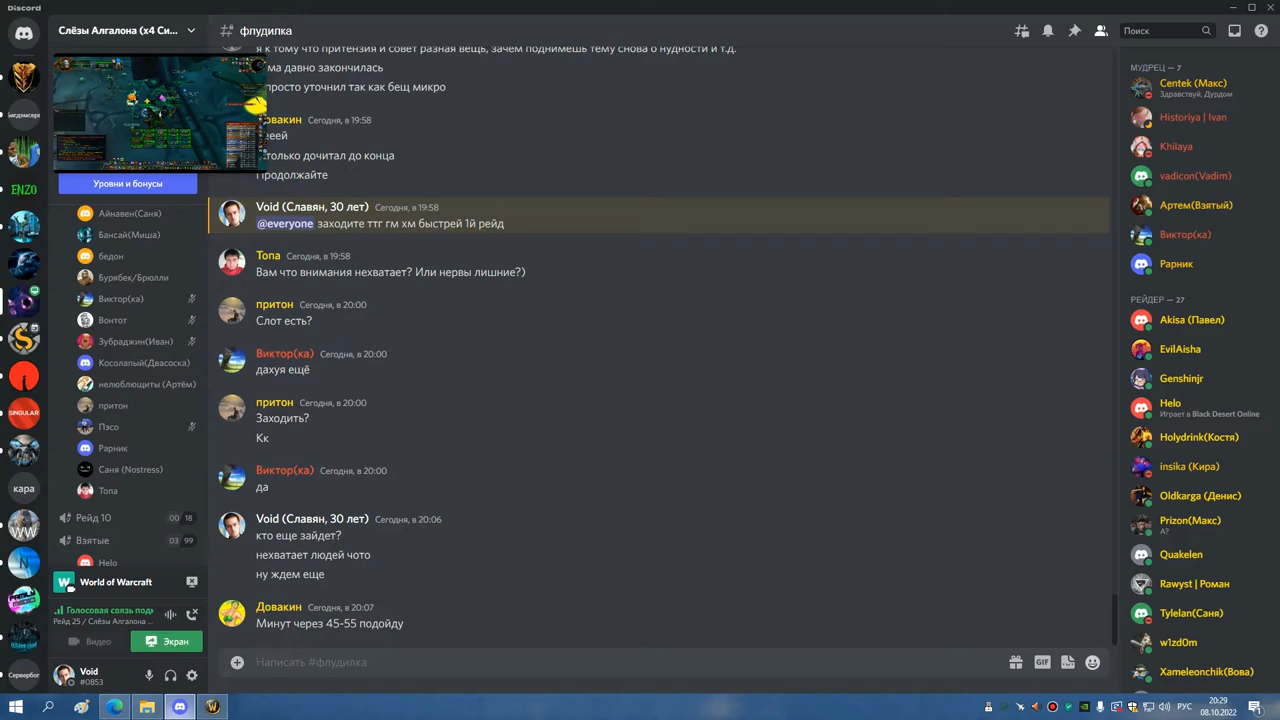 Discord
Слёзы Алгалона (x4 Си...
флудилка
Поиск
я к тому что притензия и совет разная вещь, зачем поднимешь тему снова о нудности и т.д.
ма давно закончилась
просто уточнил так как бещ микро
овакин Сегодня, в 19:58
еей
столько дочитал до конца
Продолжайте
Void (Славян, 30 лет) Сегодня, в 19:58
@everyone заходите ттг гм хм быстрей 1й рейд
Топа Сегодня, в 19:58
Вам что внимания нехватает? Или нервы лишние?)
притон Сегодня, в 20:00
Слот есть?
Виктор(ка) Сегодня, в 20:00
дахуя ещё
притон Сегодня, в 20:00
Заходить?
Кк
Виктор(ка) Сегодня, в 20:00
да
Void (Славян, 30 лет) Сегодня, в 20:06
кто еще зайдет?
нехватает людей чото
ну ждем еще
Довакин Сегодня, в 20:07
Минут через 45-55 подойду
Написать #флудилка
GIF
Уровни и бонусы
Айнавен(Саня)
Бансай(Миша)
бедон
Бурябек/Брюлли
Виктор(ка)
Вонтот
Зубраджин(Иван)
Косолапый(Двасоска)
нелюблющиты (Артём)
притон
Пэсо
Рарник
Саня (Nostress)
Топа
Рейд 10 00 18
Взятые 03 99
Helo
World of Warcraft
Голосовая связь под
Рейд 25 / Слёзы Алгалона ...
Видео
Экран
Void
#0853
бигдэмсерв
ENZO
SINGULAR
кара
WW
Сервербог
МУДРЕЦ — 7
Centek (Макс)
Здравствуй, Дурдом
Historiya | Ivan
Khilaya
vadicon(Vadim)
Артем(Взятый)
Виктор(ка)
Рарник
РЕЙДЕР — 27
Akisa (Павел)
EvilAisha
Genshinjr
Helo
Играет в Black Desert Online
Holydrink(Костя)
insika (Кира)
Oldkarga (Денис)
Prizon(Макс)
А?
Quakelen
Rawyst | Роман
Tylelan(Саня)
w1zd0m
Xameleonchik(Вова)
РУС
20:29
08.10.2022